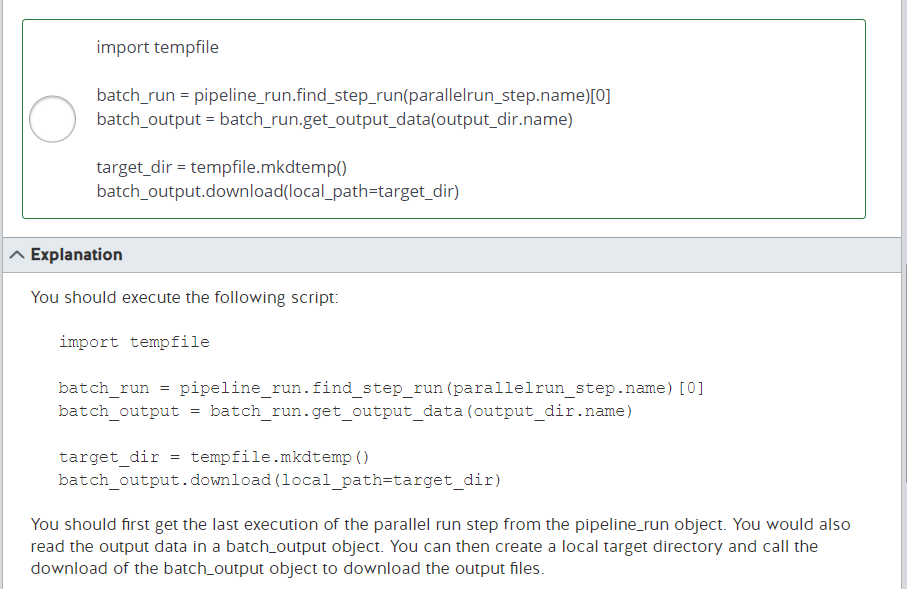 import tempfile
batch_run = pipeline_run.find_step_run(parallelrun_step.name)[0]
batch_output = batch_run.get_output_data(output_dir.name)
target_dir = tempfile.mkdtemp()
batch_output.download(local_path=target_dir)
Explanation
You should execute the following script:
import tempfile
batch_run = pipeline_run.find_step_run(parallelrun_step.name)[0]
batch_output = batch_run.get_output_data(output_dir.name)
target_dir = tempfile.mkdtemp()
batch_output.download(local_path=target_dir)
You should first get the last execution of the parallel run step from the pipeline_run object. You would also
read the output data in a batch_output object. You can then create a local target directory and call the
download of the batch_output object to download the output files.